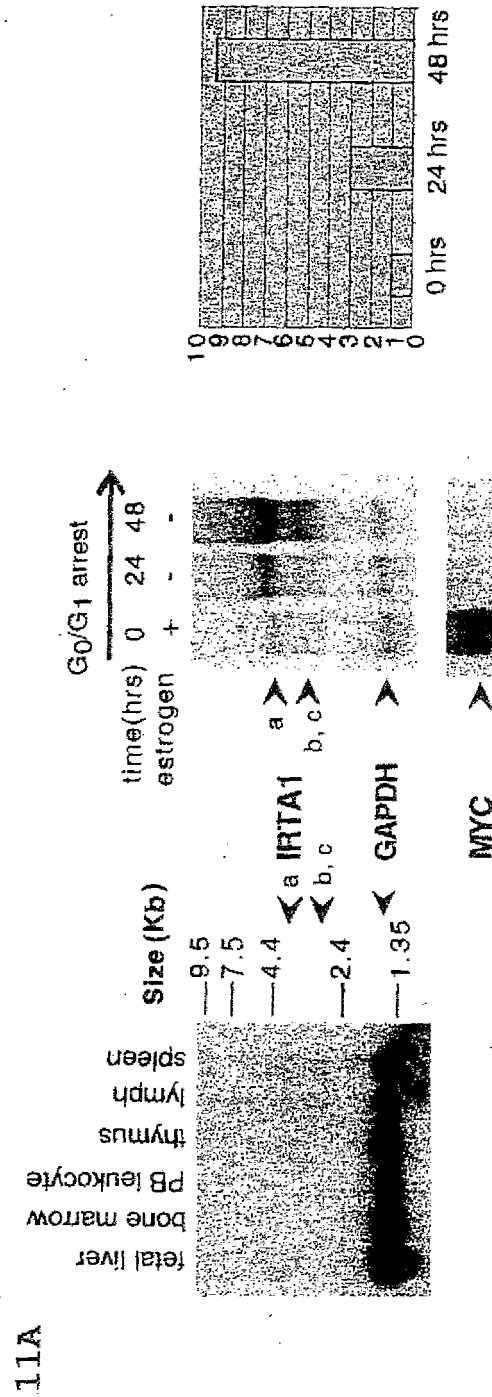 11A
fetal liver
bone marrow
PB leukocyte
thymus
lymph
spleen
Size (Kb)
9.5
7.5
4.4
2.4
1.35
a IRTA1 a
b, c b, c
GAPDH
MYC
G0/G1 arrest
time(hrs) 0 24 48
estrogen + - -
10
9
8
7
6
5
4
3
2
1
0
0 hrs 24 hrs 48 hrs